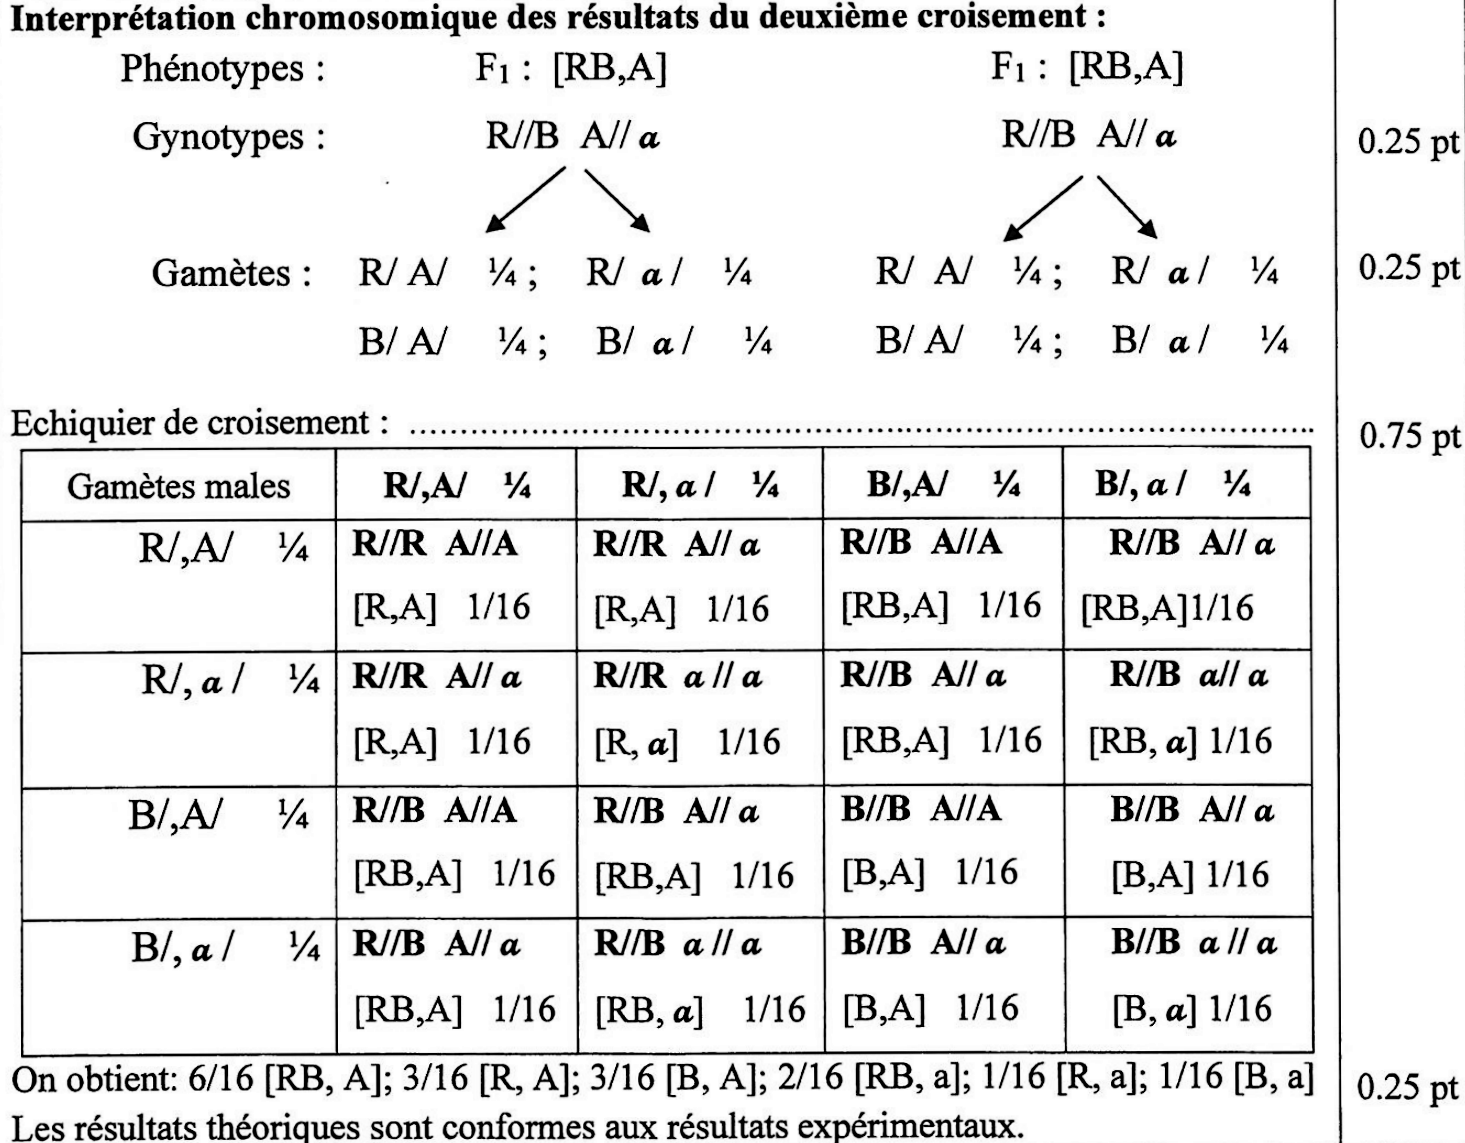 Interprétation chromosomique des résultats du deuxième croisement :
Phénotypes : F1 : [RB,A] F1 : [RB,A]
Gynotypes : R//B A// a R//B A// a 0.25 pt
Gamètes : R/ A/ ¼ ; R/ a / ¼ R/ A/ ¼ ; R/ a / ¼ 0.25 pt
B/ A/ ¼ ; B/ a / ¼ B/ A/ ¼ ; B/ a / ¼
Echiquier de croisement : .......................................................................................... 0.75 pt
Gamètes males R/,A/ ¼ R/, a / ¼ B/,A/ ¼ B/, a / ¼
R/,A/ ¼ R//R A//A R//R A// a R//B A//A R//B A// a
[R,A] 1/16 [R,A] 1/16 [RB,A] 1/16 [RB,A]1/16
R/, a / ¼ R//R A// a R//R a // a R//B A// a R//B a// a
[R,A] 1/16 [R, a] 1/16 [RB,A] 1/16 [RB, a] 1/16
B/,A/ ¼ R//B A//A R//B A// a B//B A//A B//B A// a
[RB,A] 1/16 [RB,A] 1/16 [B,A] 1/16 [B,A] 1/16
B/, a / ¼ R//B A// a R//B a // a B//B A// a B//B a // a
[RB,A] 1/16 [RB, a] 1/16 [B,A] 1/16 [B, a] 1/16
On obtient: 6/16 [RB, A]; 3/16 [R, A]; 3/16 [B, A]; 2/16 [RB, a]; 1/16 [R, a]; 1/16 [B, a] 0.25 pt
Les résultats théoriques sont conformes aux résultats expérimentaux.